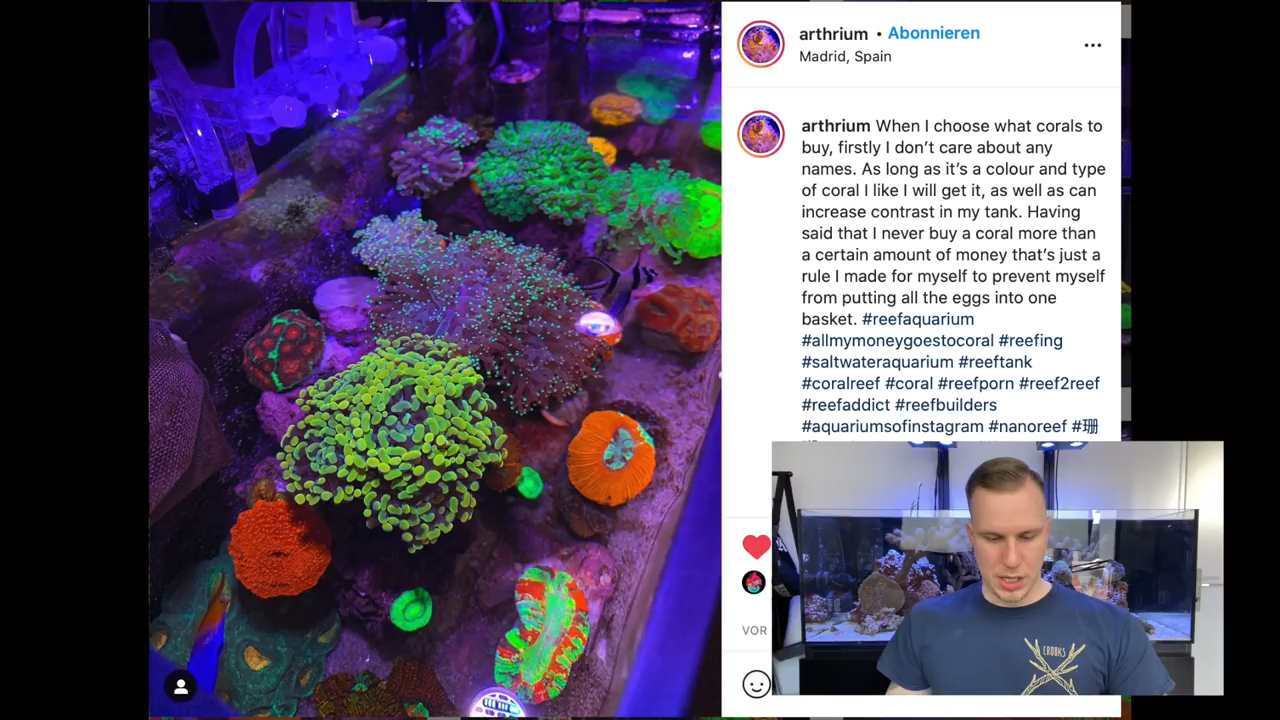 arthrium • Abonnieren
Madrid, Spain
arthrium When I choose what corals to
buy, firstly I don’t care about any
names. As long as it’s a colour and type
of coral I like I will get it, as well as can
increase contrast in my tank. Having
said that I never buy a coral more than
a certain amount of money that’s just a
rule I made for myself to prevent myself
from putting all the eggs into one
basket. #reefaquarium
#allmymoneygoestocoral #reefing
#saltwateraquarium #reeftank
#coralreef #coral #reefporn #reef2reef
#reefaddict #reefbuilders
#aquariumsofinstagram #nanoreef #珊
VOR
CROOKS